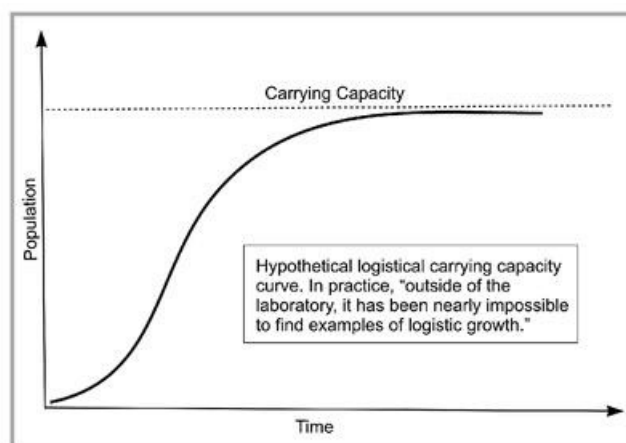 Carrying Capacity
Population
Hypothetical logistical carrying capacity
curve. In practice, "outside of the
laboratory, it has been nearly impossible
to find examples of logistic growth."
Time